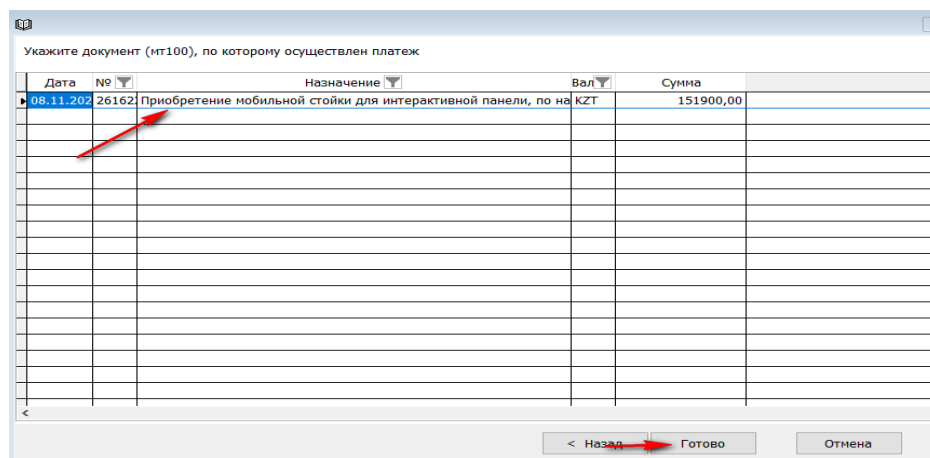 Укажите документ (мт100), по которому осуществлен платеж
Дата № Назначение Вал Сумма
08.11.202 26162 Приобретение мобильной стойки для интерактивной панели, по на KZT 151900,00
< Назад Готово Отмена